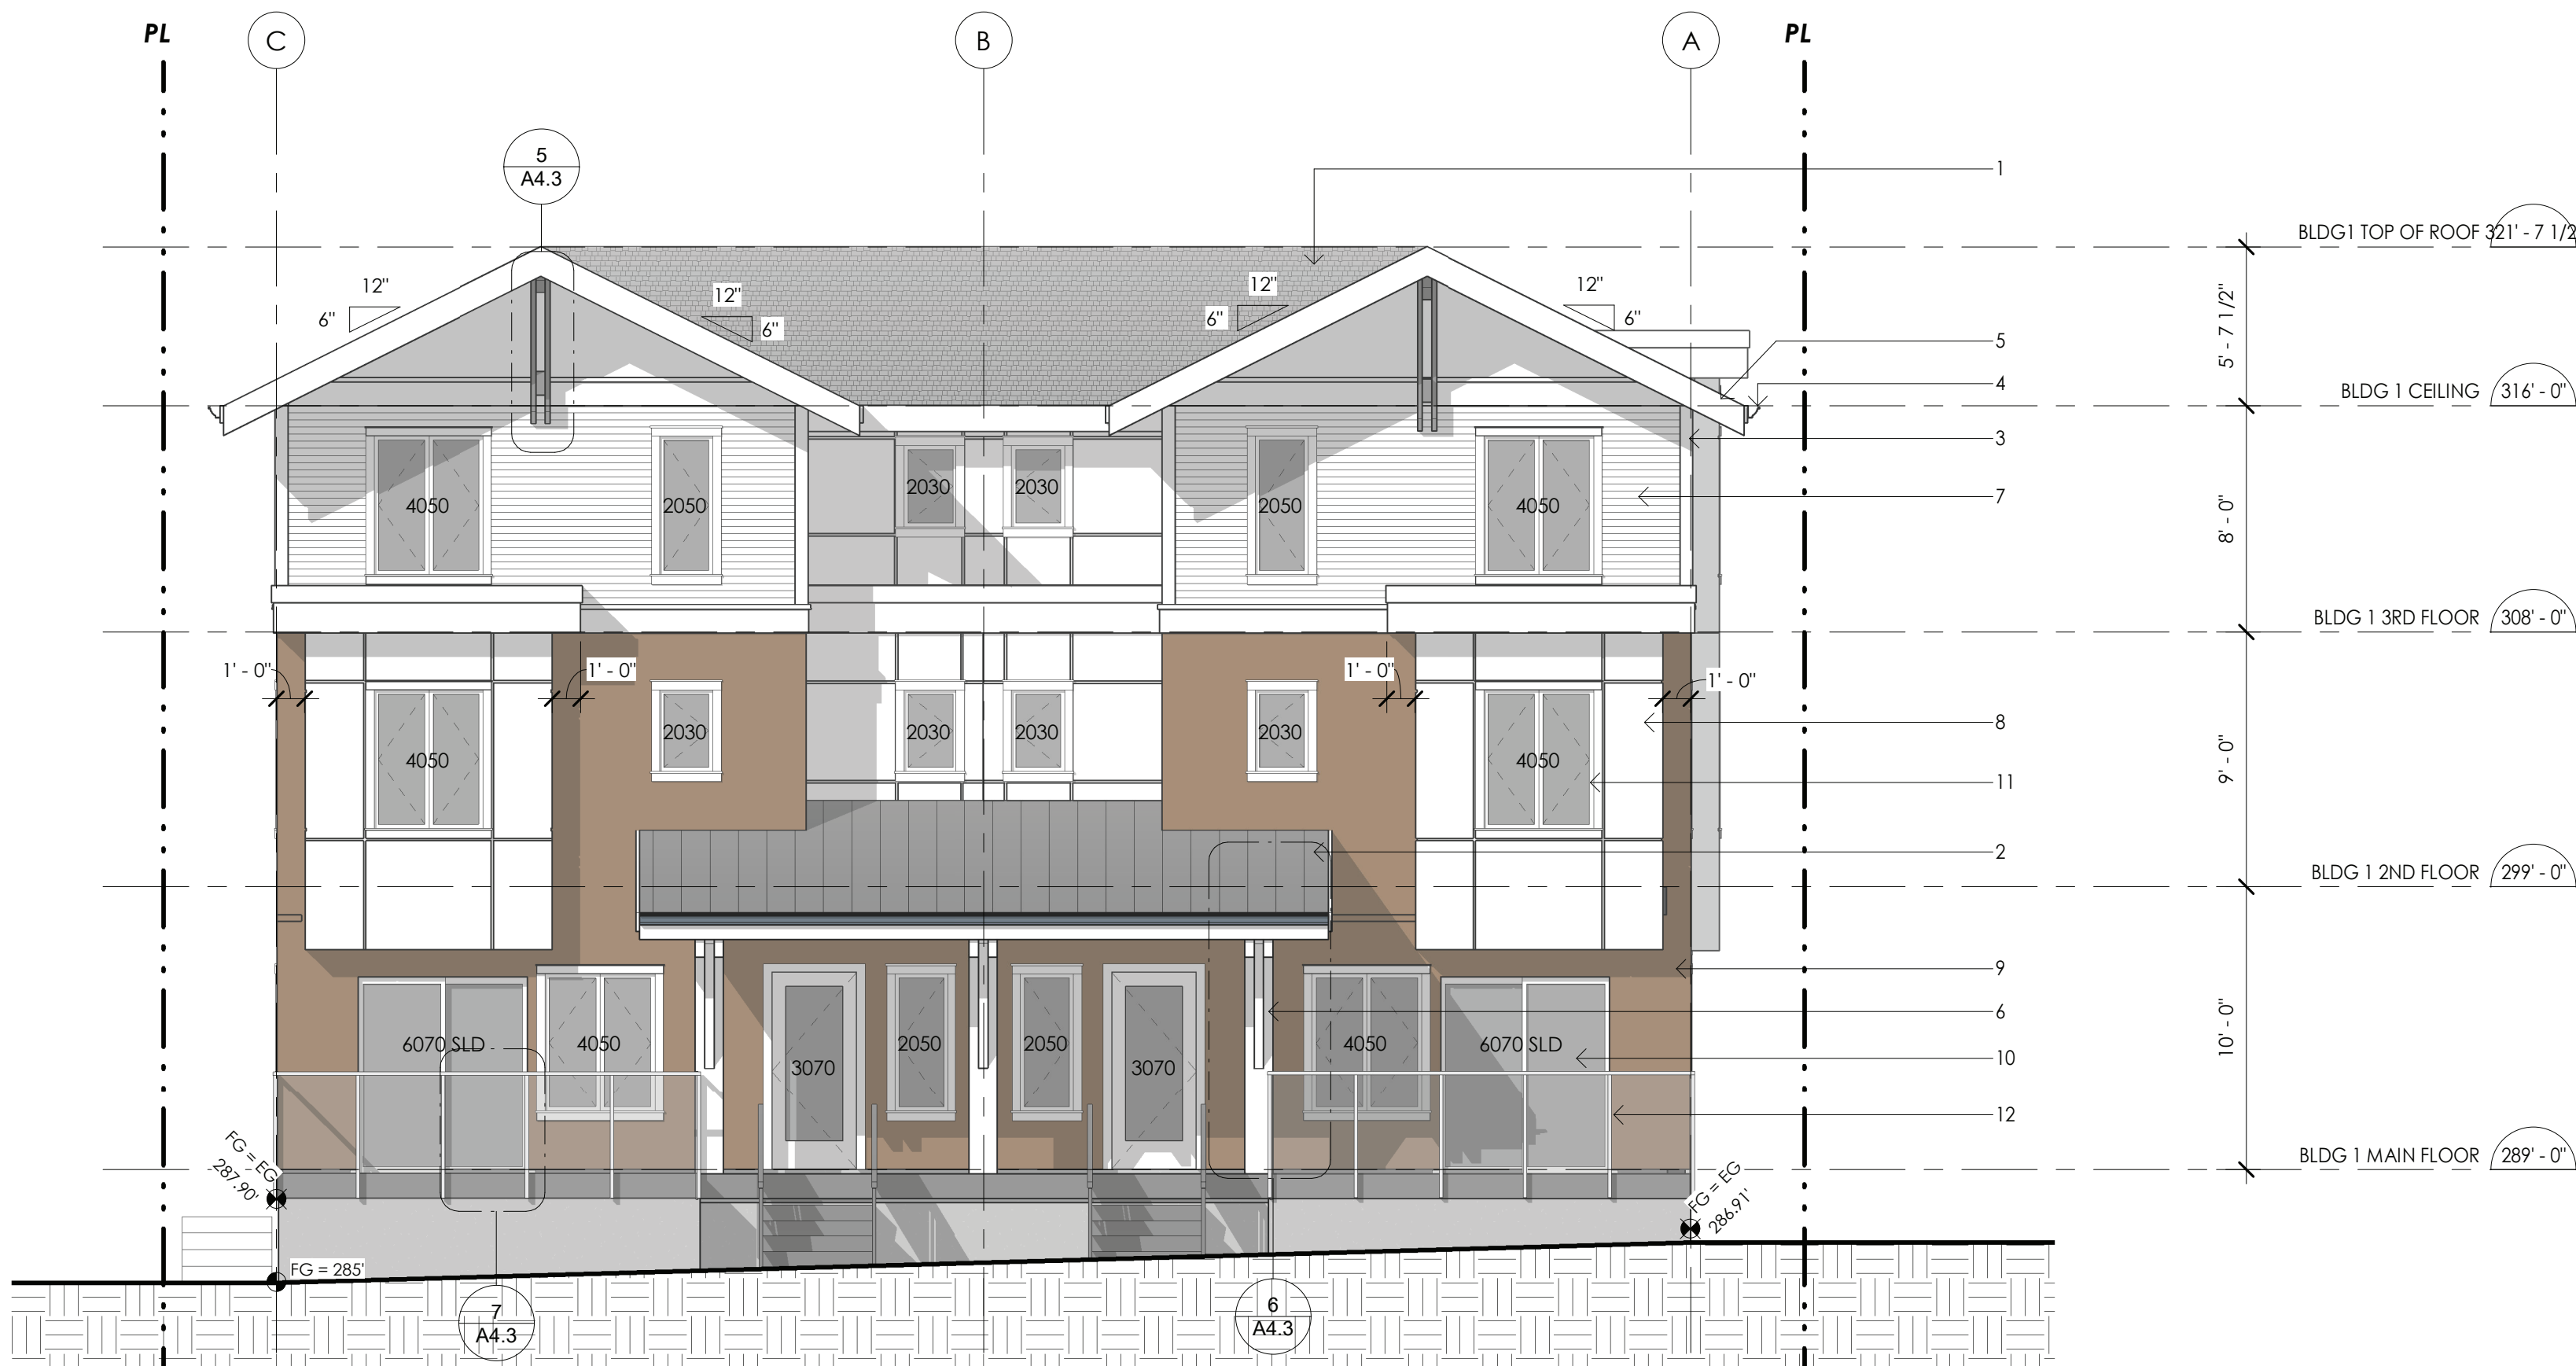 PL
C
B
A
PL
5
A4.3
1
BLDG1 TOP OF ROOF 321' - 7 1/2
12"
6"
12"
6"
12"
6"
12"
6"
5
5' - 7 1/2"
4
BLDG 1 CEILING 316' - 0"
3
4050
2050
2030
2030
2050
4050
7
8' - 0"
BLDG 1 3RD FLOOR 308' - 0"
1' - 0"
1' - 0"
1' - 0"
1' - 0"
8
2030
2030
2030
2030
4050
4050
11
9' - 0"
2
BLDG 1 2ND FLOOR 299' - 0"
9
6
10' - 0"
6070 SLD
4050
3070
2050
2050
3070
4050
6070 SLD
10
12
FG = EG
287.90'
BLDG 1 MAIN FLOOR 289' - 0"
FG = EG
286.91'
FG = 285'
7
A4.3
6
A4.3